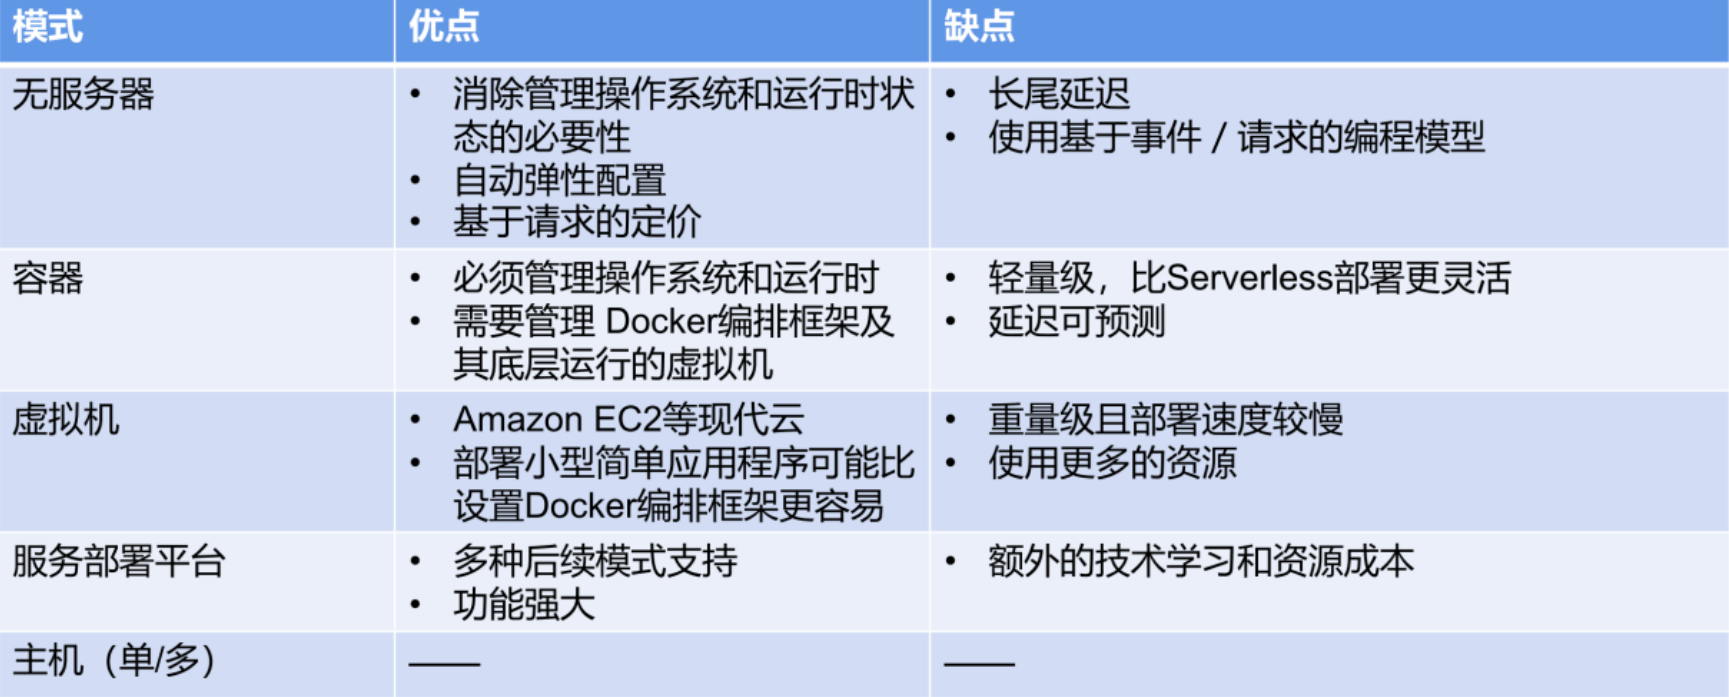 模式 优点 缺点
无服务器
• 消除管理操作系统和运行时状
态的必要性
• 自动弹性配置
• 基于请求的定价
• 长尾延迟
• 使用基于事件 / 请求的编程模型
容器
• 必须管理操作系统和运行时
• 需要管理 Docker编排框架及
其底层运行的虚拟机
• 轻量级，比Serverless部署更灵活
• 延迟可预测
虚拟机
• Amazon EC2等现代云
• 部署小型简单应用程序可能比
设置Docker编排框架更容易
• 重量级且部署速度较慢
• 使用更多的资源
服务部署平台
• 多种后续模式支持
• 功能强大
• 额外的技术学习和资源成本
主机（单/多） —— ——